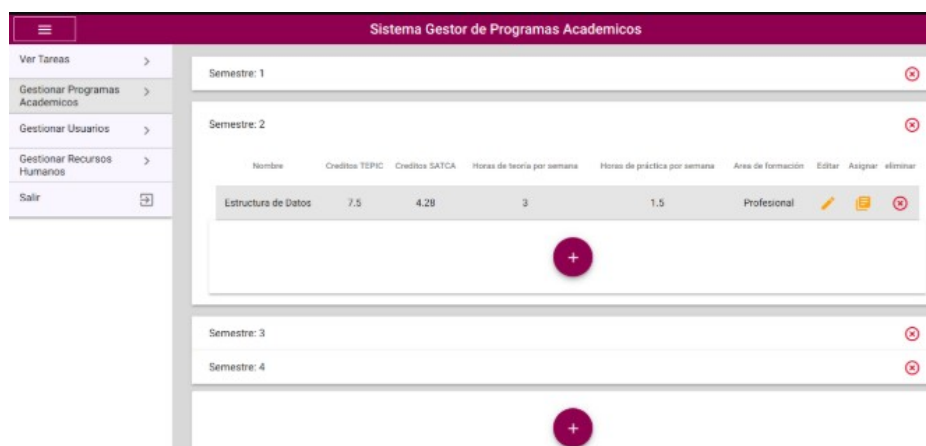 Sistema Gestor de Programas Academicos
Ver Tareas
Gestionar Programas
Academicos
Gestionar Usuarios
Gestionar Recursos
Humanos
Salir
Semestre: 1
Semestre: 2
Nombre Creditos TEPIC Creditos SATCA Horas de teoría por semana Horas de práctica por semana Area de formación Editar Asignar eliminar
Estructura de Datos 7.5 4.28 3 1.5 Profesional
Semestre: 3
Semestre: 4